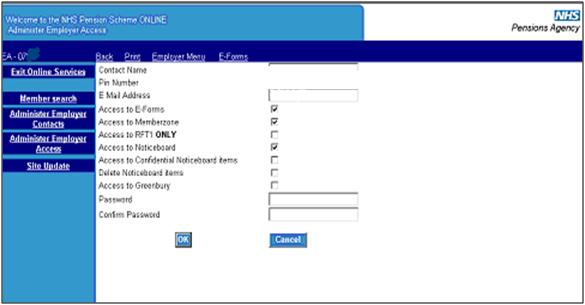 Welcome to the NHS Pension Scheme ONLINE
Administer Employer Access
NHS
Pensions Agency
EA - 07
Back Print Employer Menu E-Forms
Exit Online Services
Member search
Administer Employer
Contacts
Administer Employer
Access
Site Update
Contact Name
Pin Number
E Mail Address
Access to E-Forms
Access to Memberzone
Access to RFT1 ONLY
Access to Noticeboard
Access to Confidential Noticeboard items
Delete Noticeboard items
Access to Greenbury
Password
Confirm Password
OK Cancel